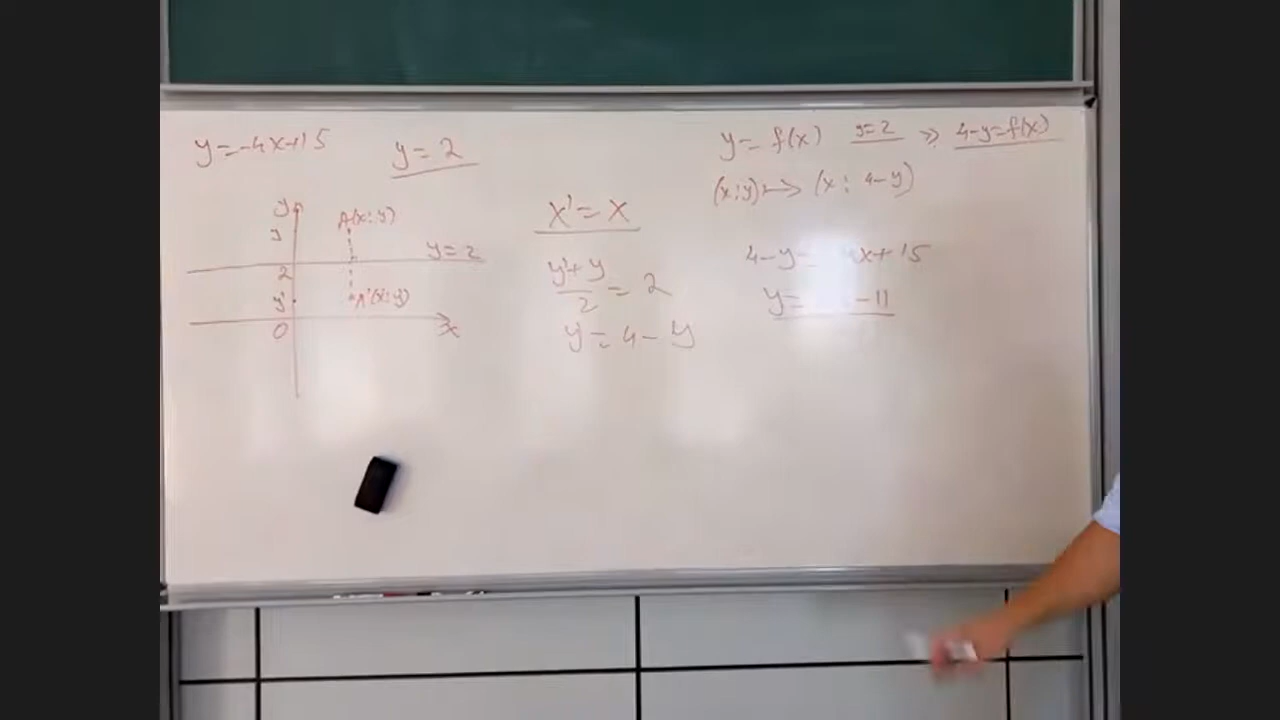 y=-4x+15
y=2
y
A(x;y)
y
y=2
2
y'
A'(x';y')
0
x
x'=x
y'+y
2
=2
y'=4-y
y=f(x) y=2 => 4-y=f(x)
(x;y)→(x;4-y)
4-y= x+15
y= -11